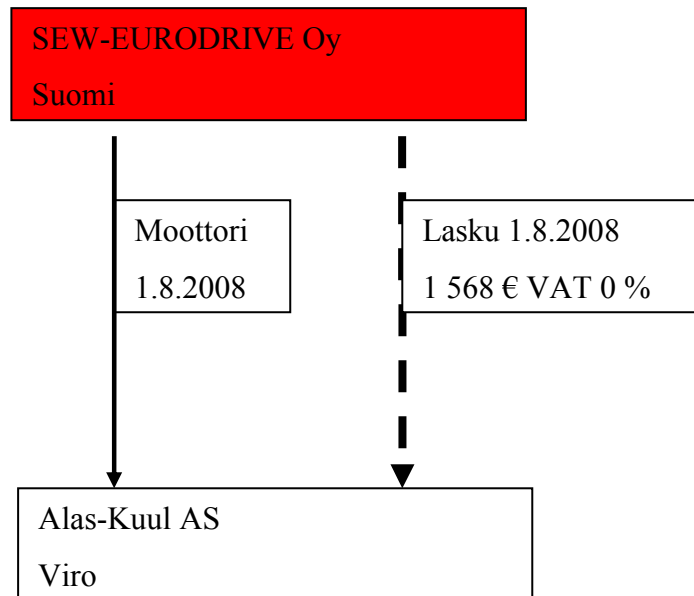 SEW-EURODRIVE Oy
Suomi
Moottori
1.8.2008
Lasku 1.8.2008
1 568 € VAT 0 %
Alas-Kuul AS
Viro